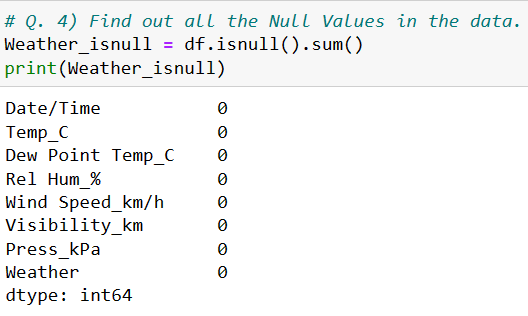 # Q. 4) Find out all the Null Values in the data.
Weather_isnull = df.isnull().sum()
print(Weather_isnull)
Date/Time 0
Temp_C 0
Dew Point Temp_C 0
Rel Hum_% 0
Wind Speed_km/h 0
Visibility_km 0
Press_kPa 0
Weather 0
dtype: int64